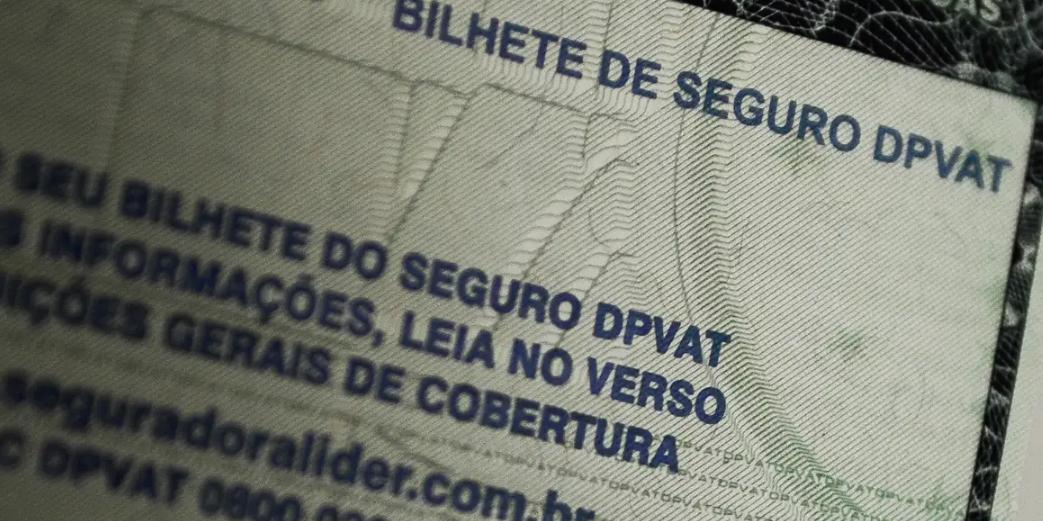 BILHETE DE SEGURO DPVAT
SEU BILHETE DO SEGURO DPVAT
INFORMAÇÕES, LEIA NO VERSO
GERAIS DE COBERTURA
seguradoralider.com.br
DPVAT 0800